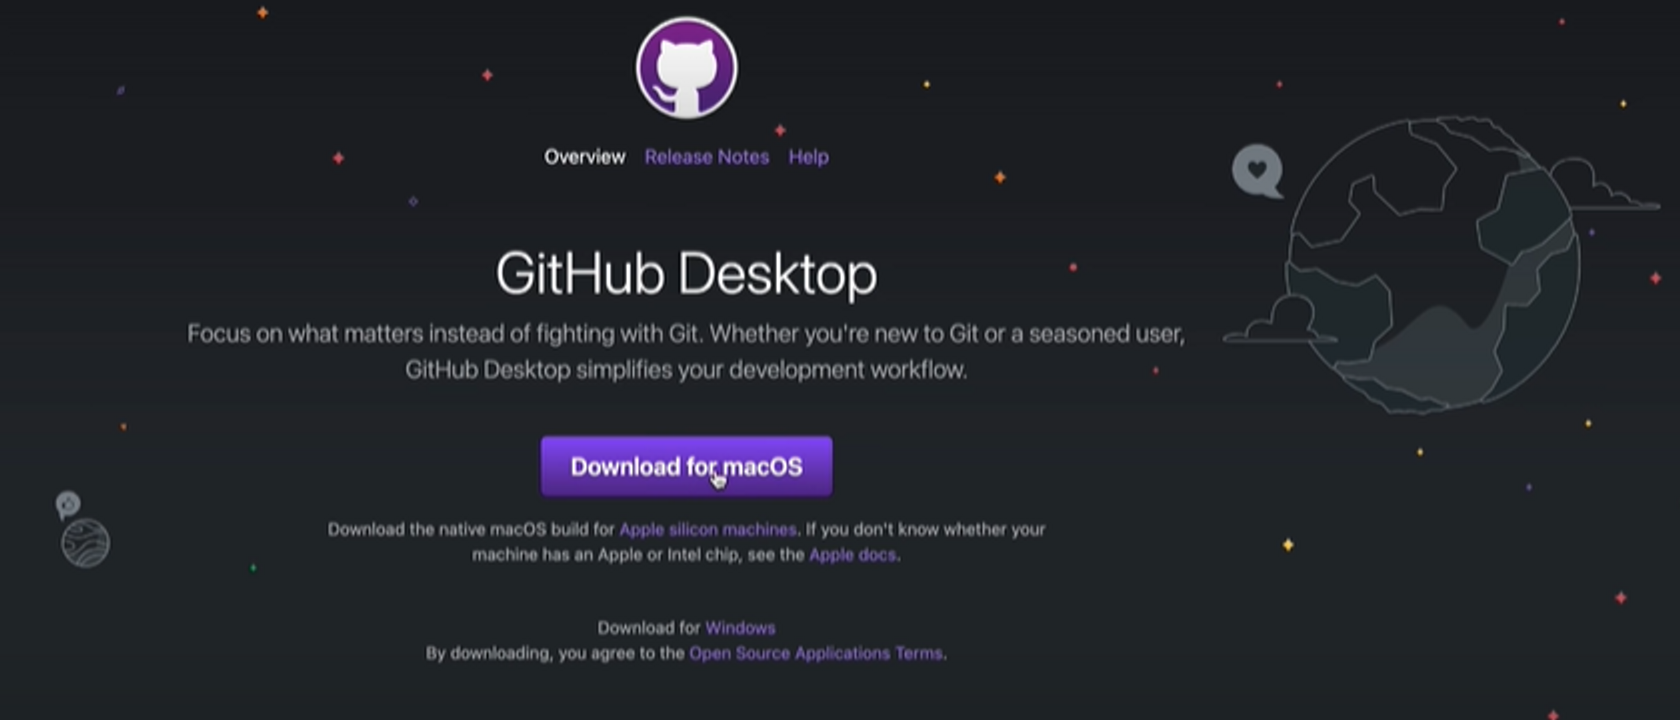 Overview Release Notes Help
GitHub Desktop
Focus on what matters instead of fighting with Git. Whether you're new to Git or a seasoned user,
GitHub Desktop simplifies your development workflow.
Download for macOS
Download the native macOS build for Apple silicon machines. If you don't know whether your
machine has an Apple or Intel chip, see the Apple docs.
Download for Windows
By downloading, you agree to the Open Source Applications Terms.